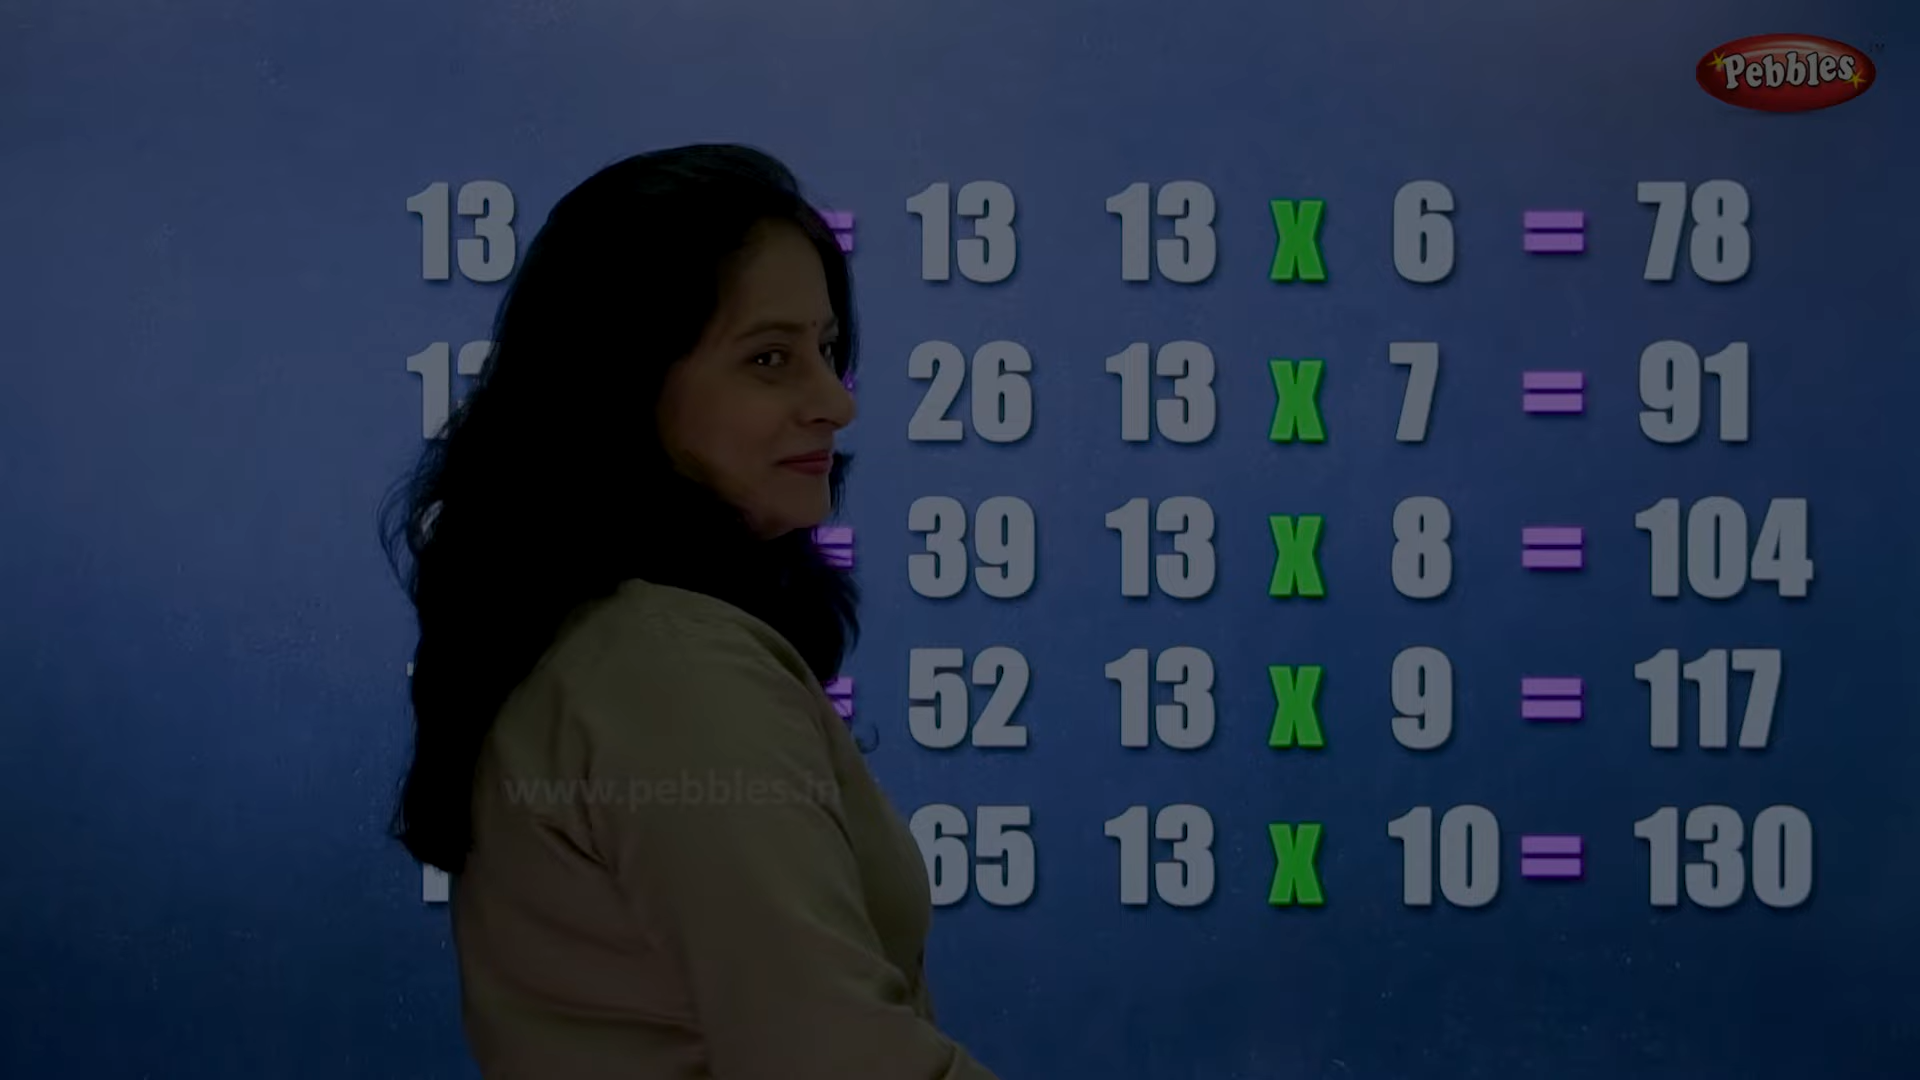 Pebbles
13 = 13 13 x 6 = 78
= 26 13 x 7 = 91
= 39 13 x 8 = 104
= 52 13 x 9 = 117
65 13 x 10 = 130
www.pebbles.in